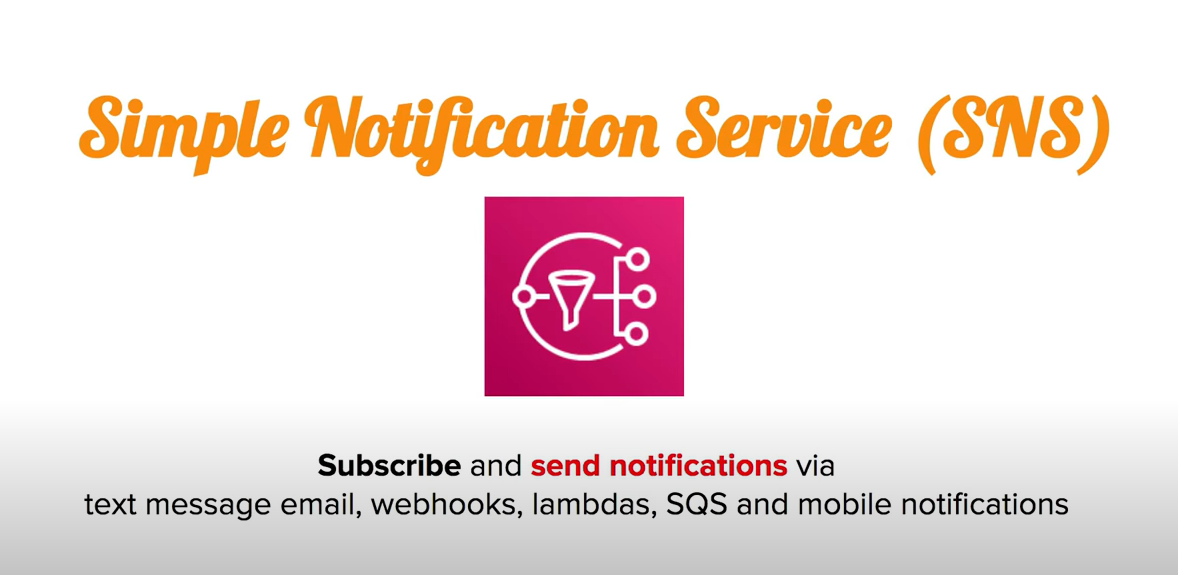 Simple Notification Service (SNS)
Subscribe and send notifications via
text message email, webhooks, lambdas, SQS and mobile notifications